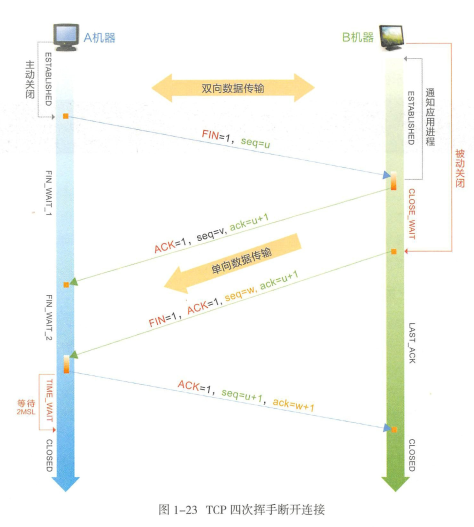 A机器
B机器
主动关闭
ESTABLISHED
双向数据传输
ESTABLISHED
通知应用进程
FIN=1, seq=u
被动关闭
FIN_WAIT_1
CLOSE_WAIT
ACK=1, seq=v, ack=u+1
单向数据传输
FIN=1, ACK=1, seq=w, ack=u+1
FIN_WAIT_2
LAST_ACK
ACK=1, seq=u+1, ack=w+1
等待
2MSL
TIME_WAIT
CLOSED
CLOSED
图 1-23 TCP 四次挥手断开连接